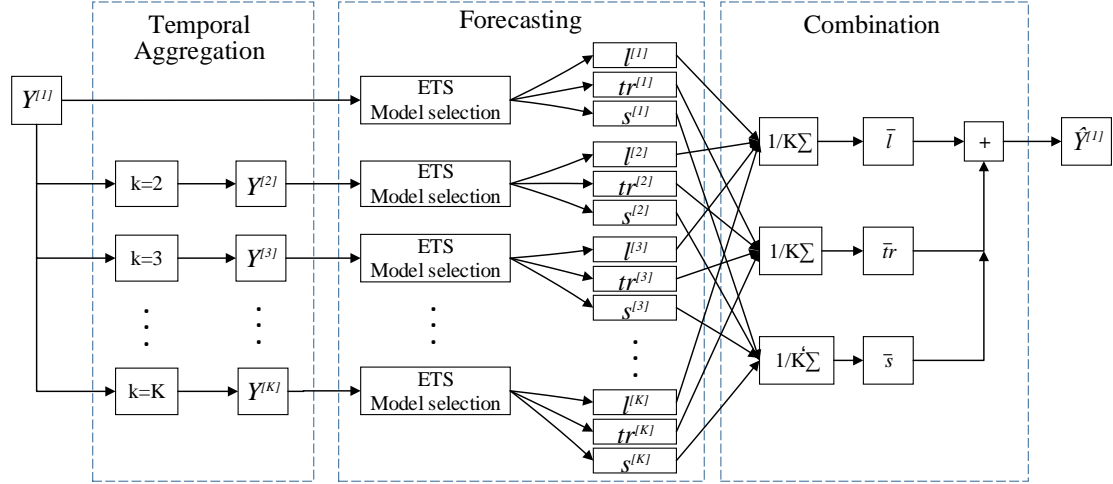 Temporal
Aggregation
Forecasting
Combination
Y^[1]
ETS
Model selection
l^[1]
tr^[1]
s^[1]
k=2
Y^[2]
ETS
Model selection
l^[2]
tr^[2]
s^[2]
k=3
Y^[3]
ETS
Model selection
l^[3]
tr^[3]
s^[3]
k=K
Y^[K]
ETS
Model selection
l^[K]
tr^[K]
s^[K]
1/K∑
l̄
+
Ŷ^[1]
1/K∑
t̄r
1/K‘∑
s̄